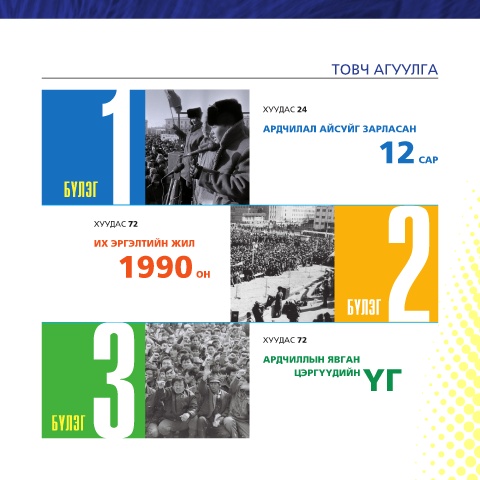 ТОВЧ АГУУЛГА
1
БҮЛЭГ
ХУУДАС 24
АРДЧИЛАЛ АЙСУЙГ ЗАРЛАСАН
12 САР
ХУУДАС 72
ИХ ЭРГЭЛТИЙН ЖИЛ
1990 ОН
2
БҮЛЭГ
3
БҮЛЭГ
ХУУДАС 72
АРДЧИЛЛЫН ЯВГАН
ЦЭРГҮҮДИЙН ҮГ